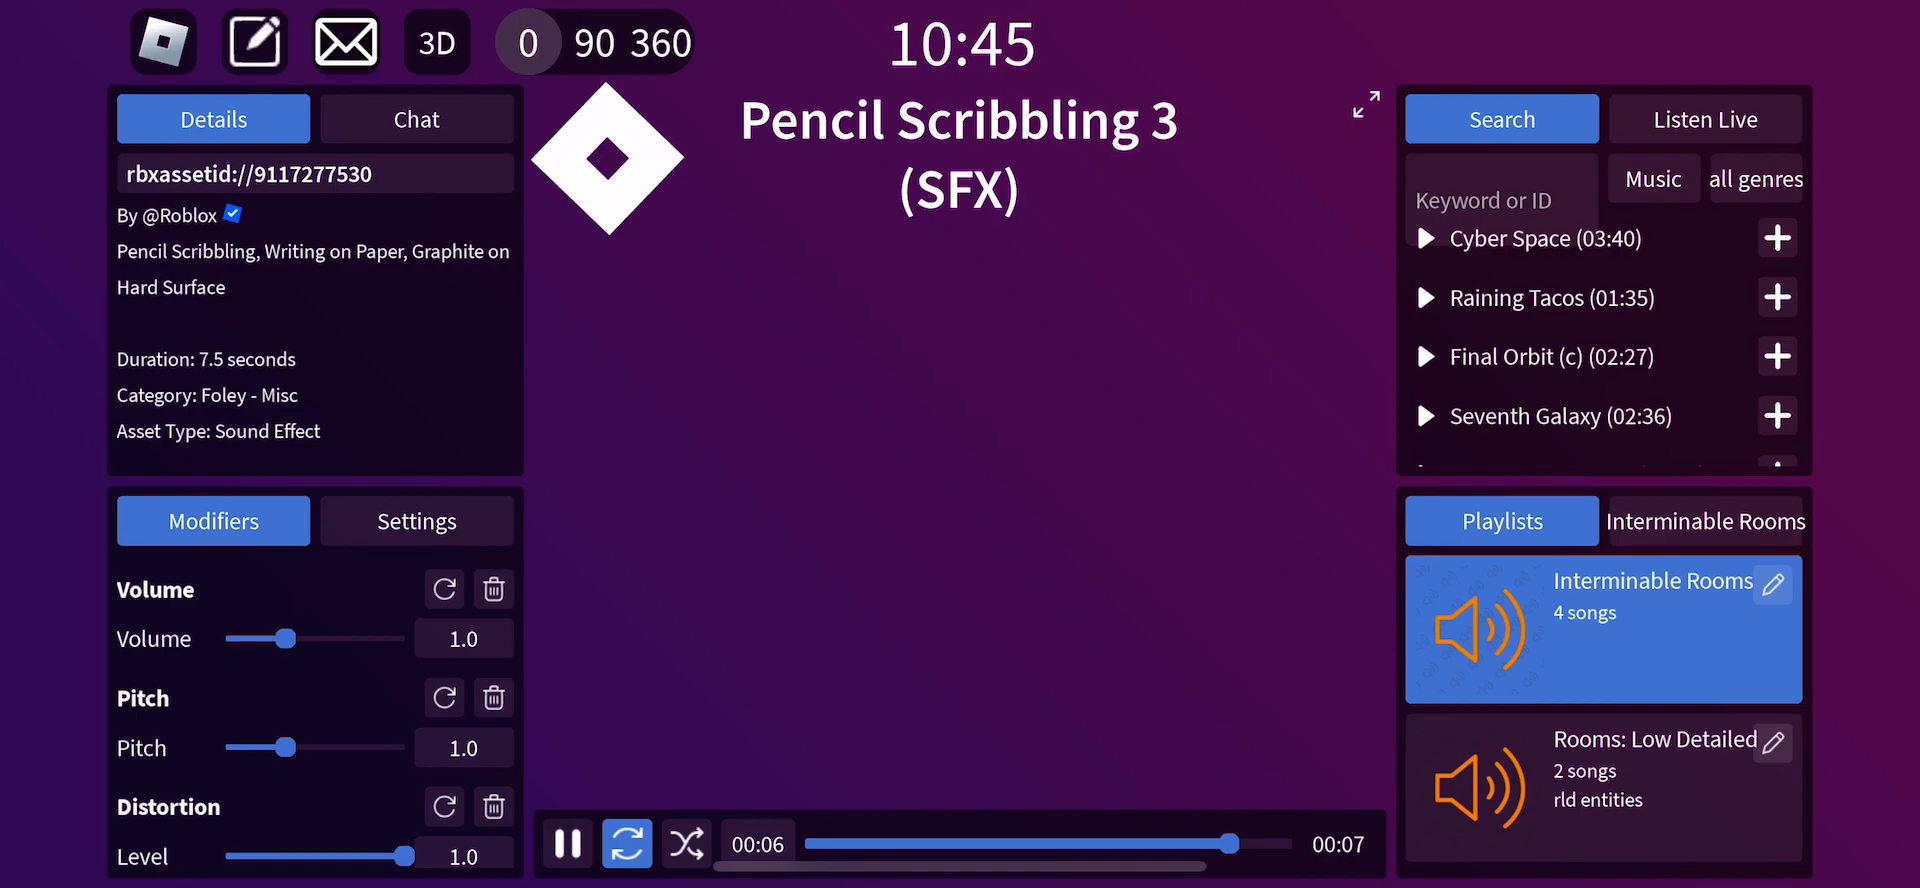 3D
0 90 360
10:45
Details
Chat
rbxassetid://9117277530
By @Roblox
Pencil Scribbling, Writing on Paper, Graphite on
Hard Surface
Duration: 7.5 seconds
Category: Foley - Misc
Asset Type: Sound Effect
Pencil Scribbling 3
(SFX)
Search
Listen Live
Keyword or ID
Music
all genres
Cyber Space (03:40)
Raining Tacos (01:35)
Final Orbit (c) (02:27)
Seventh Galaxy (02:36)
Modifiers
Settings
Volume
Volume
1.0
Pitch
Pitch
1.0
Distortion
Level
1.0
00:06
00:07
Playlists
Interminable Rooms
Interminable Rooms
4 songs
Rooms: Low Detailed
2 songs
rld entities